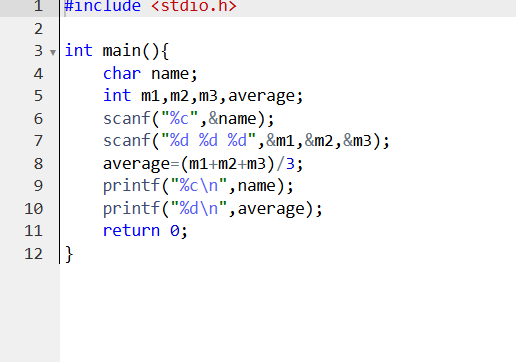 1 #include <stdio.h>
2
3 int main(){
4     char name;
5     int m1,m2,m3,average;
6     scanf("%c",&name);
7     scanf("%d %d %d",&m1,&m2,&m3);
8     average=(m1+m2+m3)/3;
9     printf("%c\n",name);
10     printf("%d\n",average);
11     return 0;
12 }